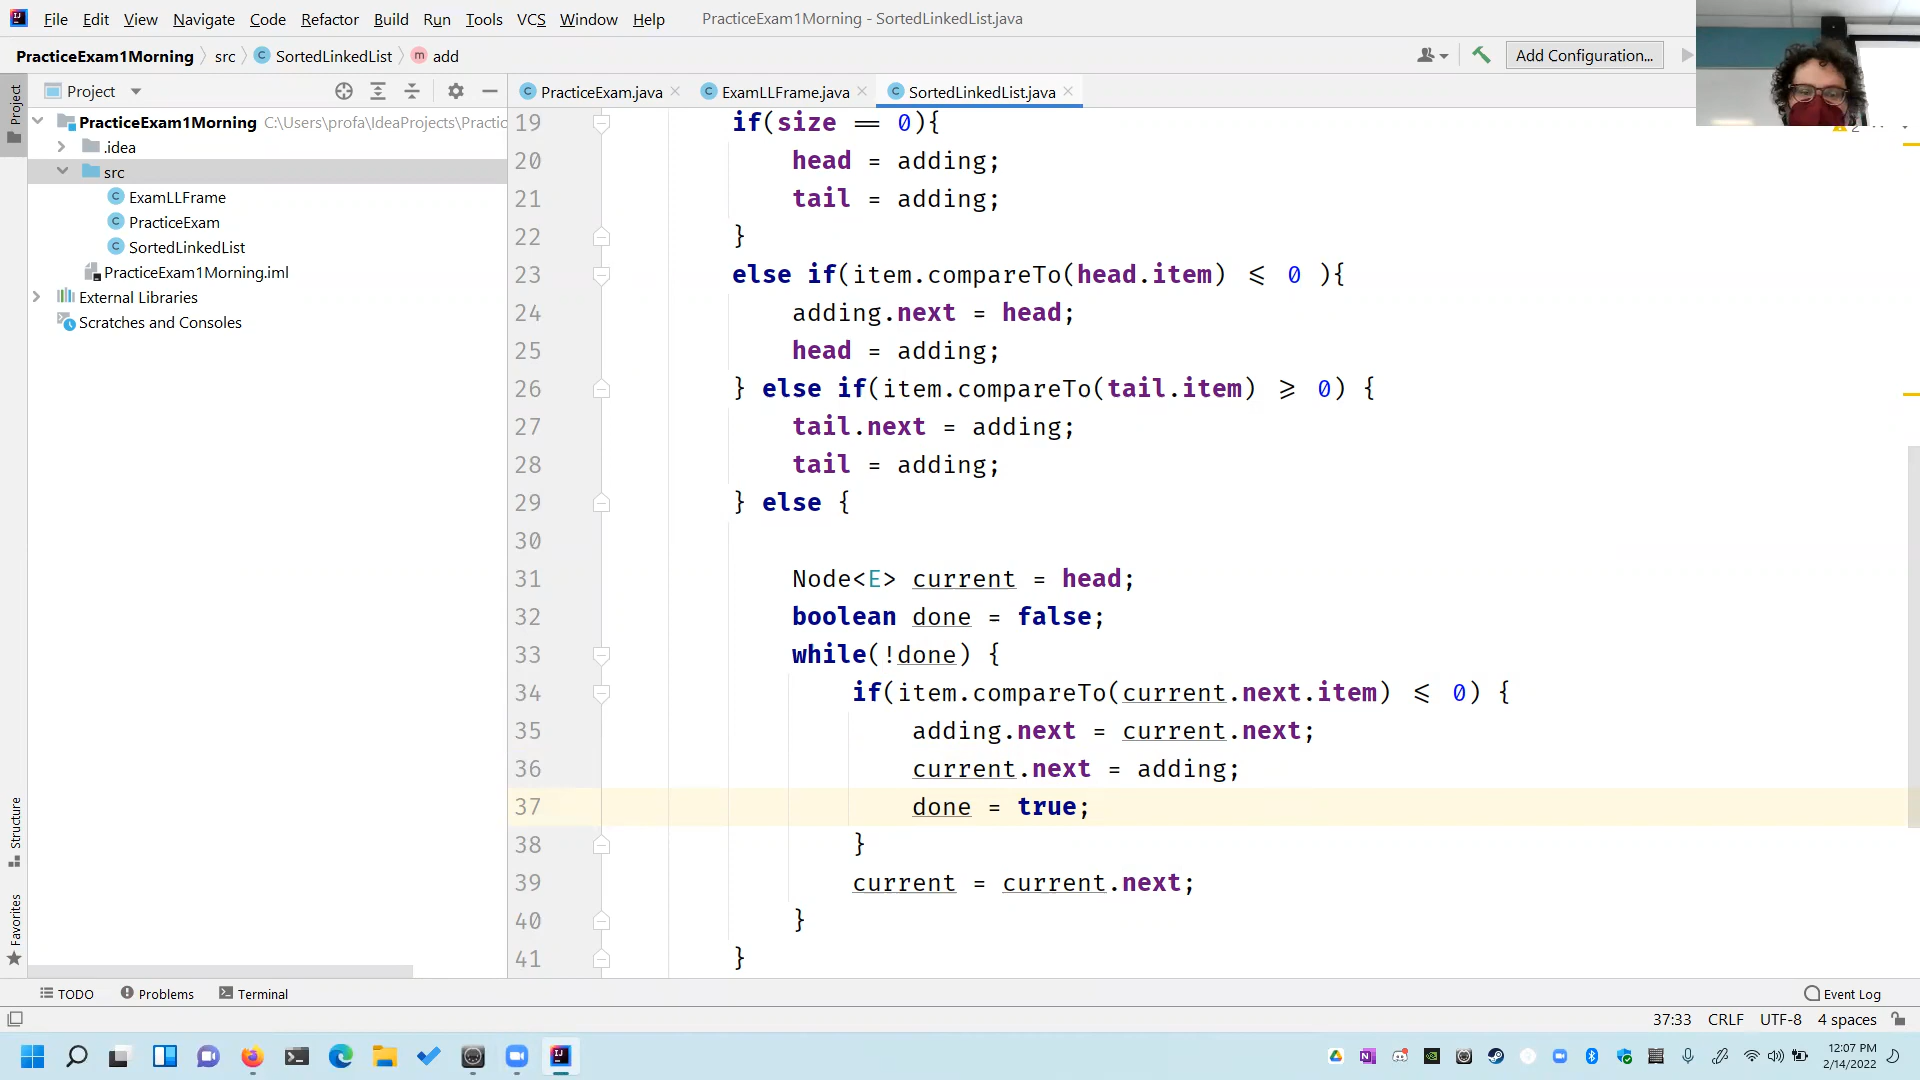 File Edit View Navigate Code Refactor Build Run Tools VCS Window Help PracticeExam1Morning - SortedLinkedList.java
PracticeExam1Morning src SortedLinkedList add Add Configuration...
Project PracticeExam.java ExamLLFrame.java SortedLinkedList.java
Project
PracticeExam1Morning C:\Users\profa\IdeaProjects\Practic
.idea
src
ExamLLFrame
PracticeExam
SortedLinkedList
PracticeExam1Morning.iml
External Libraries
Scratches and Consoles
19 if(size == 0){
20 head = adding;
21 tail = adding;
22 }
23 else if(item.compareTo(head.item) <= 0 ){
24 adding.next = head;
25 head = adding;
26 } else if(item.compareTo(tail.item) >= 0) {
27 tail.next = adding;
28 tail = adding;
29 } else {
30
31 Node<E> current = head;
32 boolean done = false;
33 while(!done) {
34 if(item.compareTo(current.next.item) <= 0) {
35 adding.next = current.next;
36 current.next = adding;
37 done = true;
38 }
39 current = current.next;
40 }
41 }
Structure
Favorites
TODO Problems Terminal Event Log
37:33 CRLF UTF-8 4 spaces
12:07 PM
2/14/2022